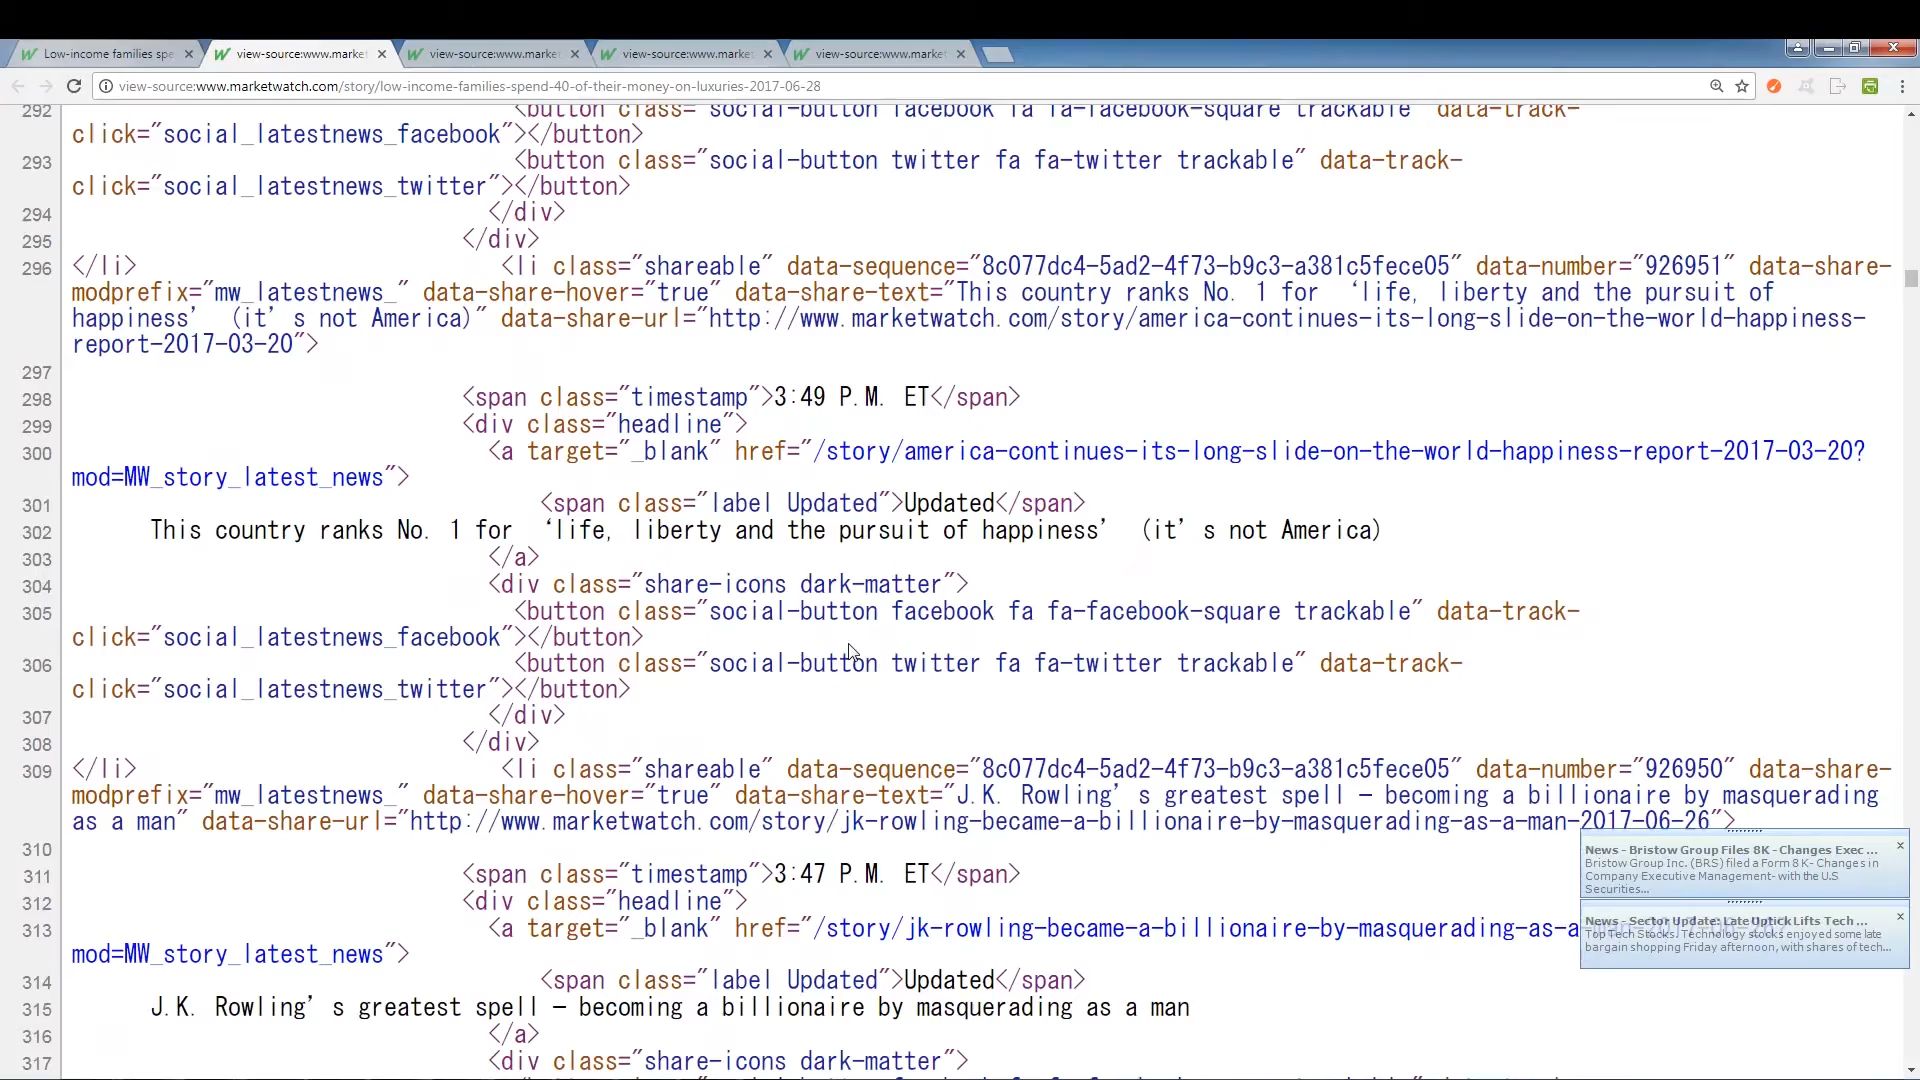 Low-income families spe
view-source:www.market
view-source:www.market
view-source:www.market
view-source:www.market
view-source:www.marketwatch.com/story/low-income-families-spend-40-of-their-money-on-luxuries-2017-06-28
292 <button class="social-button facebook fa fa-facebook-square trackable" data-track-
click="social_latestnews_facebook"></button>
293 <button class="social-button twitter fa fa-twitter trackable" data-track-
click="social_latestnews_twitter"></button>
294 </div>
295 </div>
296 </li> <li class="shareable" data-sequence="8c077dc4-5ad2-4f73-b9c3-a381c5fece05" data-number="926951" data-share-
modprefix="mw_latestnews_" data-share-hover="true" data-share-text="This country ranks No. 1 for ‘life, liberty and the pursuit of
happiness’ (it’s not America)" data-share-url="http://www.marketwatch.com/story/america-continues-its-long-slide-on-the-world-happiness-
report-2017-03-20">
297
298 <span class="timestamp">3:49 P.M. ET</span>
299 <div class="headline">
300 <a target="_blank" href="/story/america-continues-its-long-slide-on-the-world-happiness-report-2017-03-20?
mod=MW_story_latest_news">
301 <span class="label Updated">Updated</span>
302 This country ranks No. 1 for ‘life, liberty and the pursuit of happiness’ (it’s not America)
303 </a>
304 <div class="share-icons dark-matter">
305 <button class="social-button facebook fa fa-facebook-square trackable" data-track-
click="social_latestnews_facebook"></button>
306 <button class="social-button twitter fa fa-twitter trackable" data-track-
click="social_latestnews_twitter"></button>
307 </div>
308 </div>
309 </li> <li class="shareable" data-sequence="8c077dc4-5ad2-4f73-b9c3-a381c5fece05" data-number="926950" data-share-
modprefix="mw_latestnews_" data-share-hover="true" data-share-text="J.K. Rowling’s greatest spell — becoming a billionaire by masquerading
as a man" data-share-url="http://www.marketwatch.com/story/jk-rowling-became-a-billionaire-by-masquerading-as-a-man-2017-06-26">
310
311 <span class="timestamp">3:47 P.M. ET</span>
312 <div class="headline">
313 <a target="_blank" href="/story/jk-rowling-became-a-billionaire-by-masquerading-as-a
mod=MW_story_latest_news">
314 <span class="label Updated">Updated</span>
315 J.K. Rowling’s greatest spell — becoming a billionaire by masquerading as a man
316 </a>
317 <div class="share-icons dark-matter">
News - Bristow Group Files 8K - Changes Exec ...
Bristow Group Inc. (BRS) filed a Form 8K- Changes in
Company Executive Management- with the U.S
Securities...
News - Sector Update: Late Uptick Lifts Tech ...
Top Tech Stocks. Technology stocks enjoyed some late
bargain shopping Friday afternoon, with shares of tech...